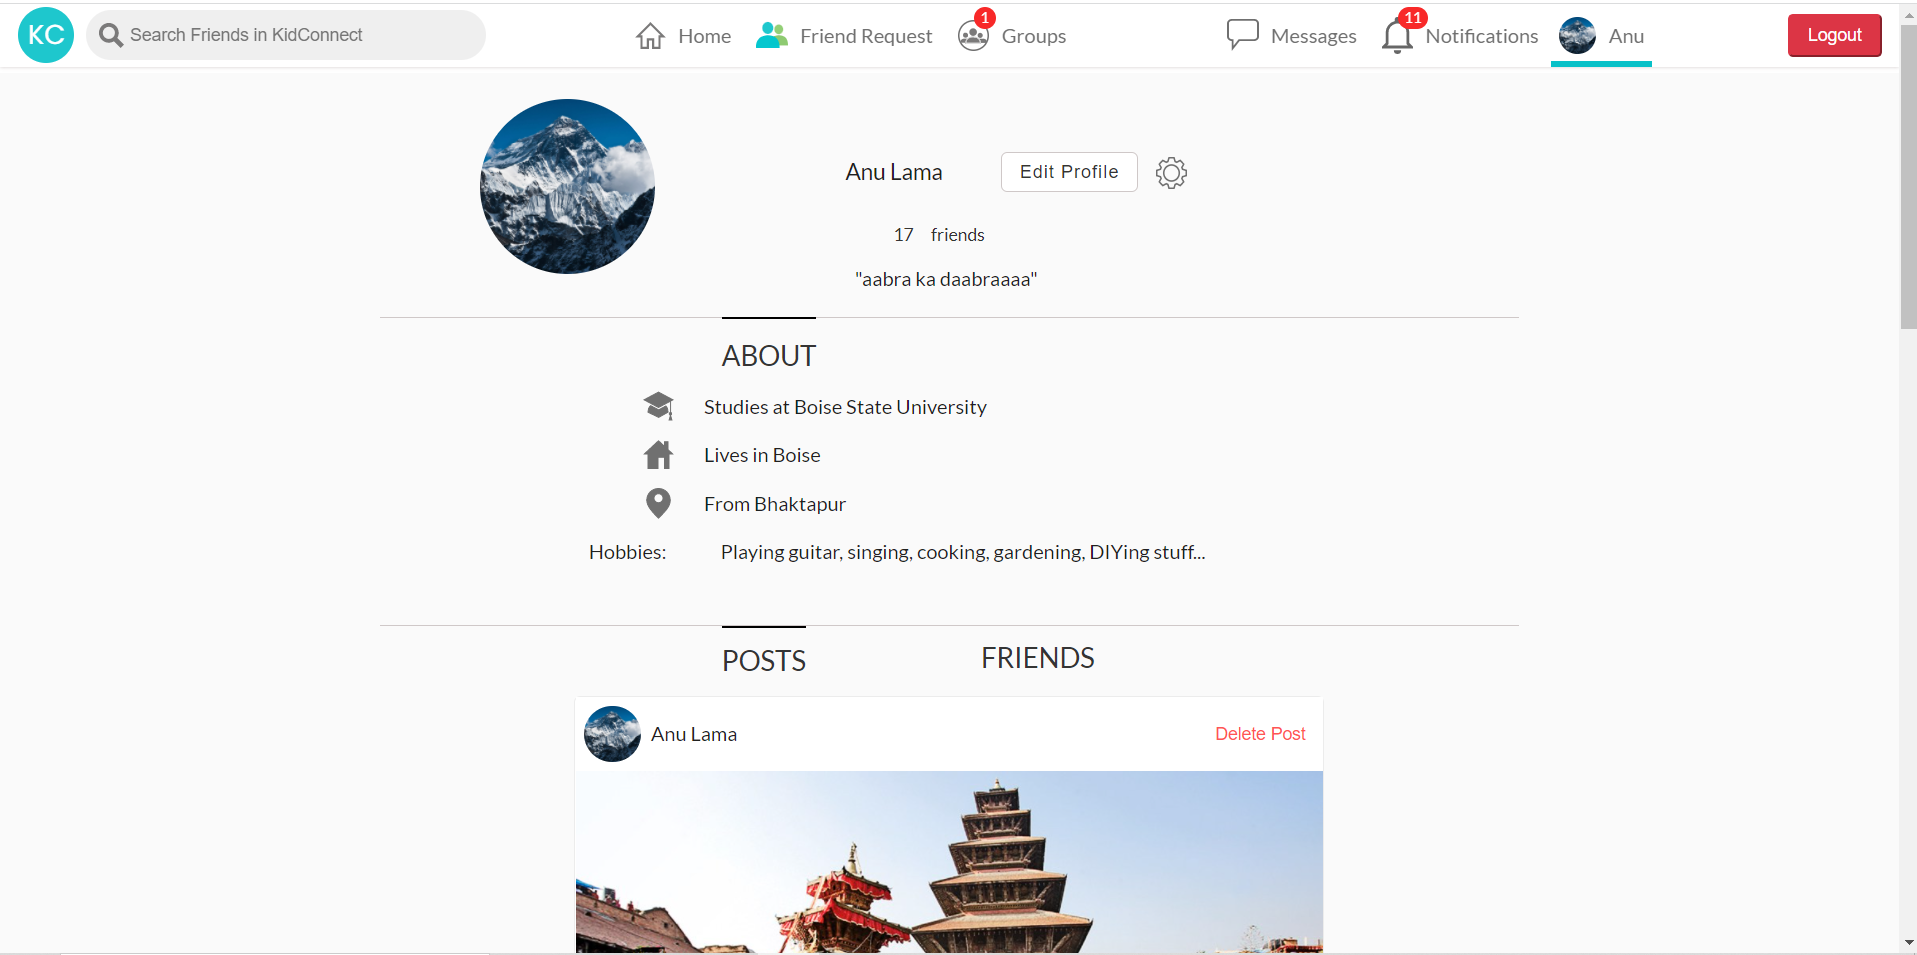 KC Search Friends in KidConnect Home Friend Request 1 Groups Messages 11 Notifications Anu Logout
Anu Lama Edit Profile
17 friends
"aabra ka daabraaaa"
ABOUT
Studies at Boise State University
Lives in Boise
From Bhaktapur
Hobbies: Playing guitar, singing, cooking, gardening, DIYing stuff...
POSTS FRIENDS
Anu Lama Delete Post